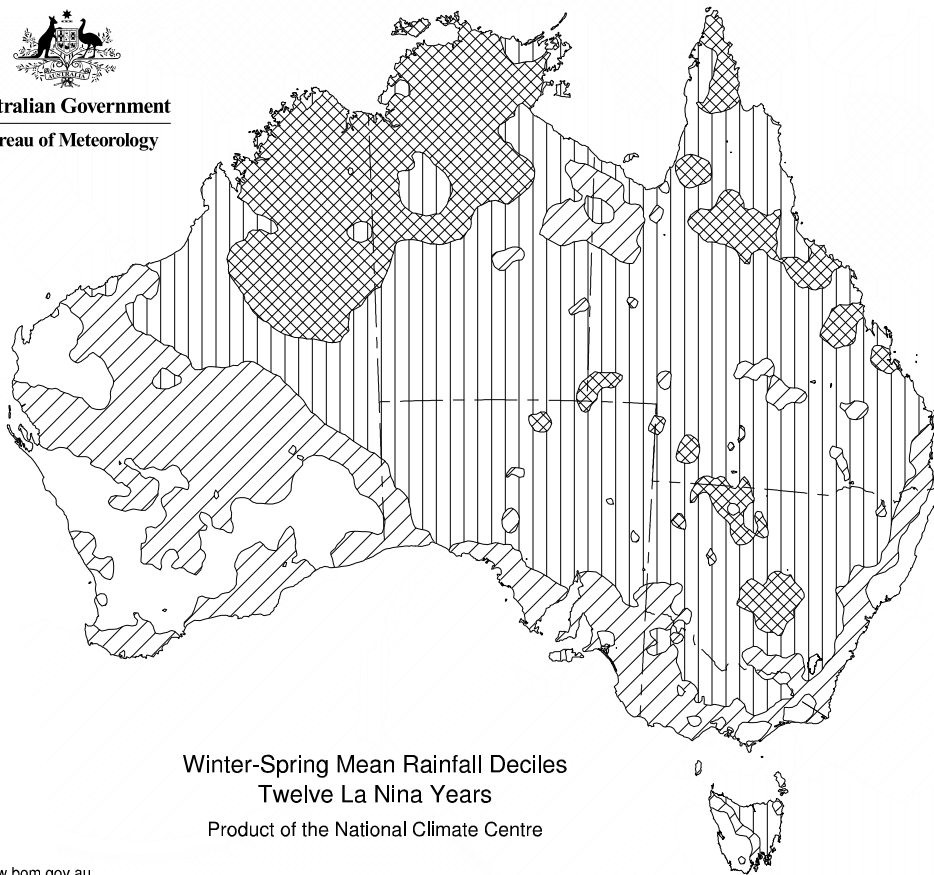 AUSTRALIA
tralian Government
reau of Meteorology
Winter-Spring Mean Rainfall Deciles
Twelve La Nina Years
Product of the National Climate Centre
w.bom.gov.au